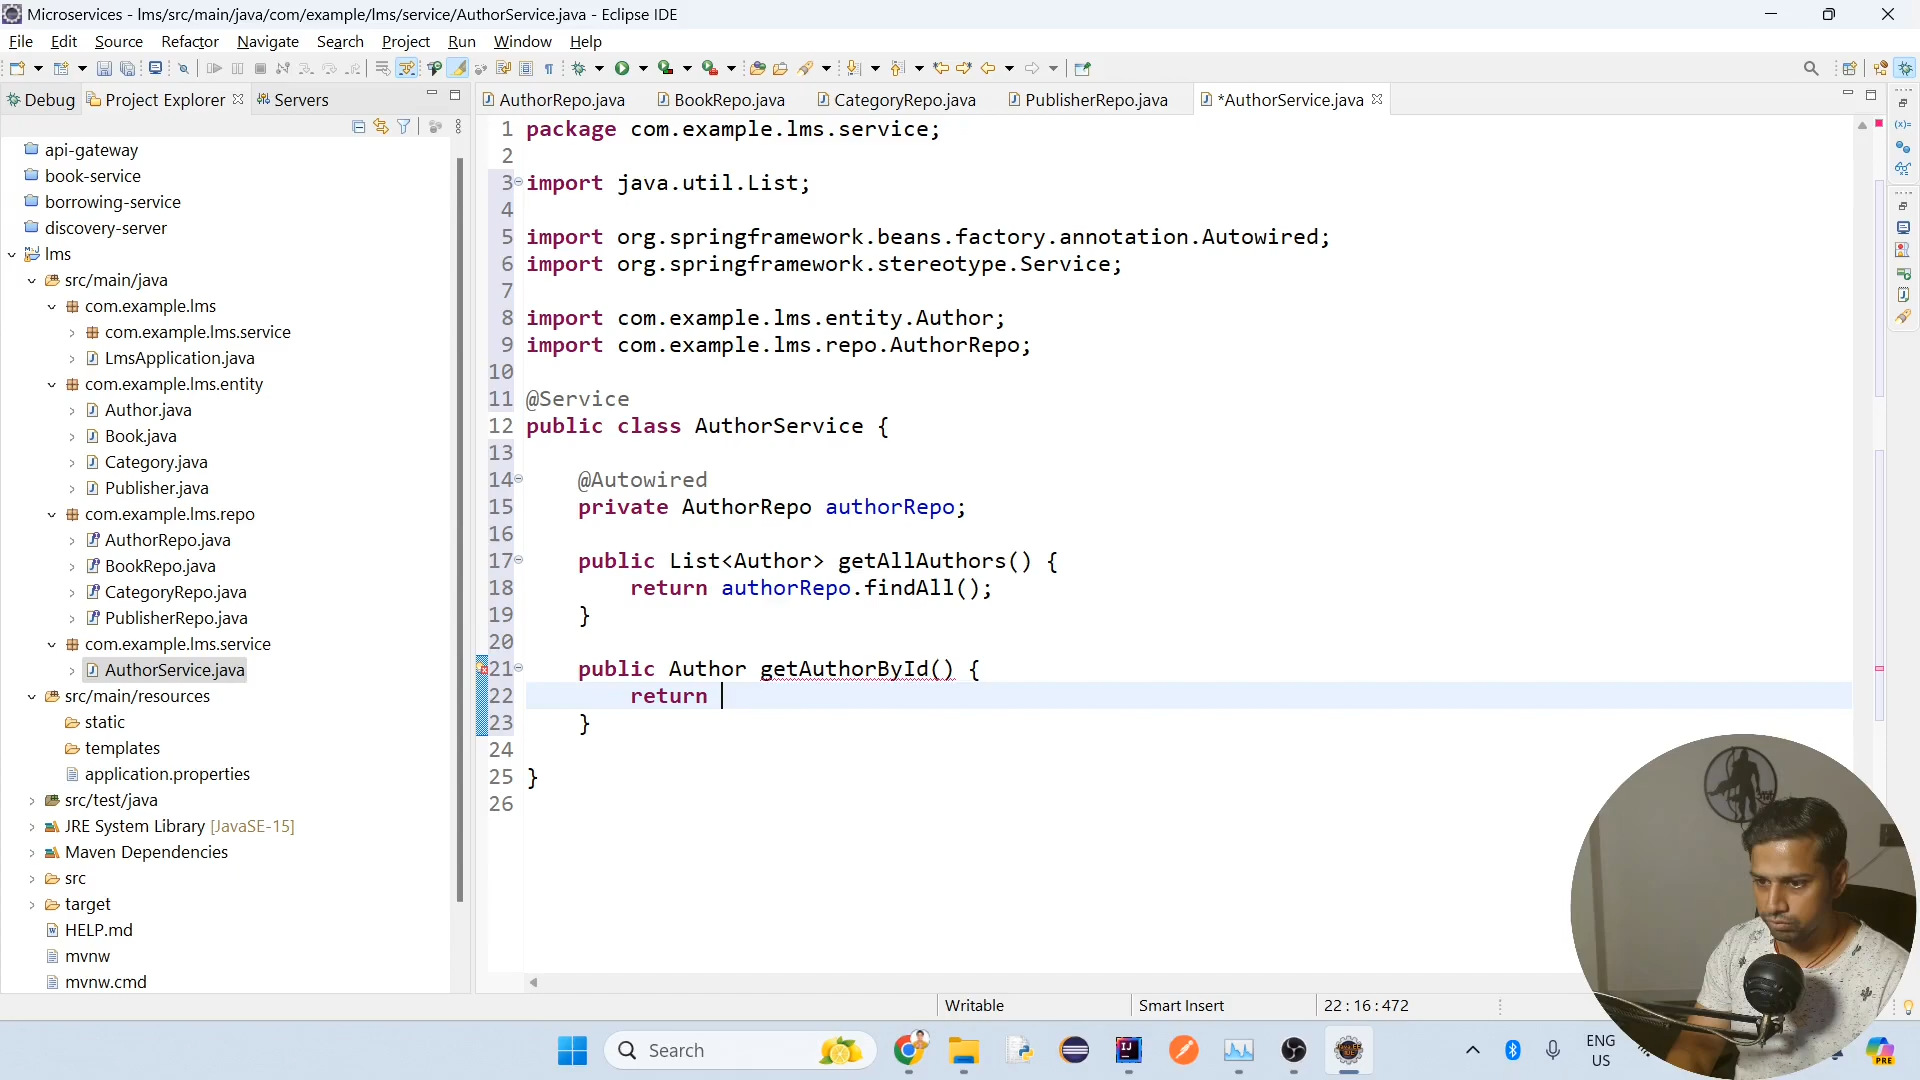 Microservices - lms/src/main/java/com/example/lms/service/AuthorService.java - Eclipse IDE
File Edit Source Refactor Navigate Search Project Run Window Help
Debug Project Explorer Servers
AuthorRepo.java BookRepo.java CategoryRepo.java PublisherRepo.java *AuthorService.java
api-gateway
book-service
borrowing-service
discovery-server
lms
src/main/java
com.example.lms
com.example.lms.service
LmsApplication.java
com.example.lms.entity
Author.java
Book.java
Category.java
Publisher.java
com.example.lms.repo
AuthorRepo.java
BookRepo.java
CategoryRepo.java
PublisherRepo.java
com.example.lms.service
AuthorService.java
src/main/resources
static
templates
application.properties
src/test/java
JRE System Library [JavaSE-15]
Maven Dependencies
src
target
HELP.md
mvnw
mvnw.cmd
1 package com.example.lms.service;
2
3 import java.util.List;
4
5 import org.springframework.beans.factory.annotation.Autowired;
6 import org.springframework.stereotype.Service;
7
8 import com.example.lms.entity.Author;
9 import com.example.lms.repo.AuthorRepo;
10
11 @Service
12 public class AuthorService {
13
14 @Autowired
15 private AuthorRepo authorRepo;
16
17 public List<Author> getAllAuthors() {
18 return authorRepo.findAll();
19 }
20
21 public Author getAuthorById() {
22 return
23 }
24
25 }
26
Writable Smart Insert 22 : 16 : 472
Search
ENG
US
PRE